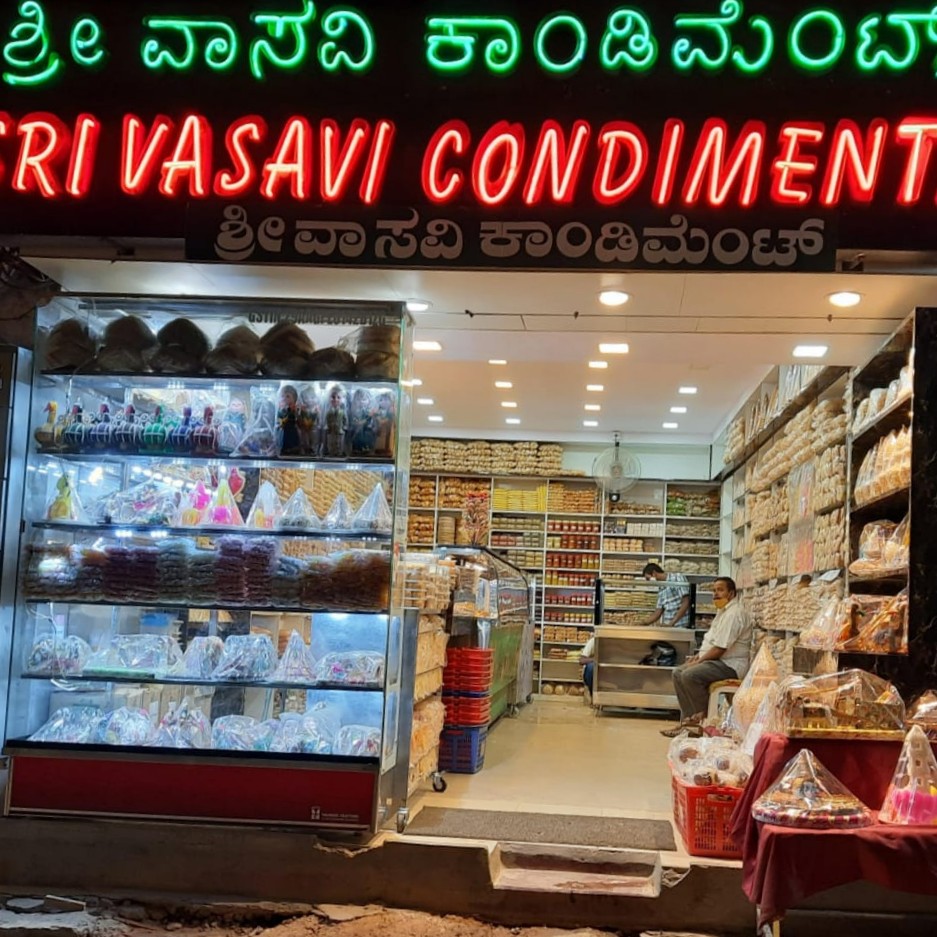 ಶ್ರೀ ವಾಸವಿ ಕಾಂಡಿಮೆಂಟ್
SRI VASAVI CONDIMENT
ಶ್ರೀ ವಾಸವಿ ಕಾಂಡಿಮೆಂಟ್ಸ್